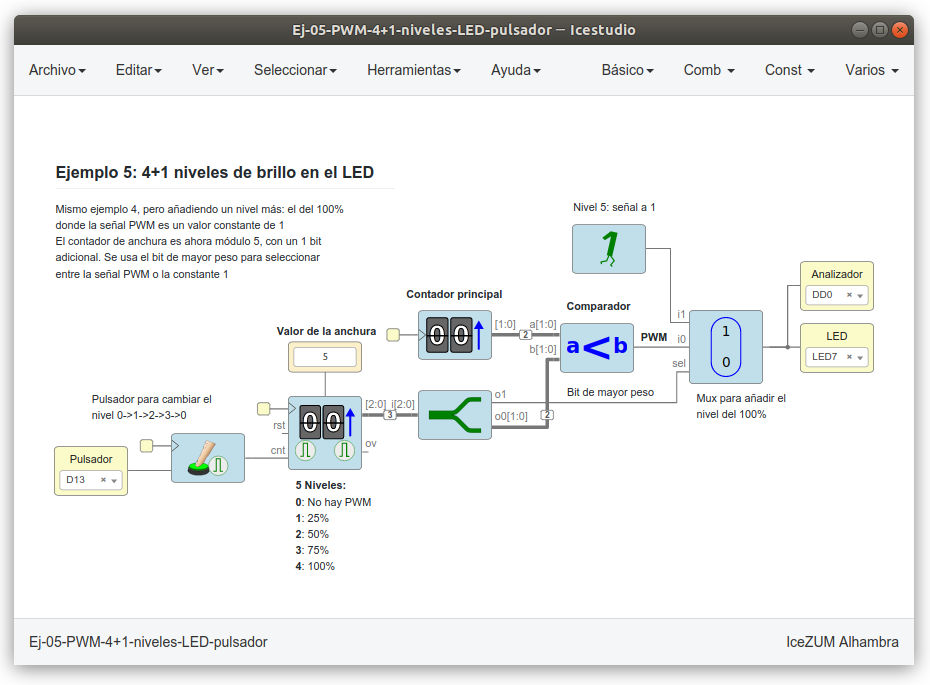 Ej-05-PWM-4+1-niveles-LED-pulsador – Icestudio
Archivo Editar Ver Seleccionar Herramientas Ayuda Básico Comb Const Varios
Ejemplo 5: 4+1 niveles de brillo en el LED
Mismo ejemplo 4, pero añadiendo un nivel más: el del 100%
donde la señal PWM es un valor constante de 1
El contador de anchura es ahora módulo 5, con un 1 bit
adicional. Se usa el bit de mayor peso para seleccionar
entre la señal PWM o la constante 1
Nivel 5: señal a 1
1
Analizador
DD0
LED
LED7
Contador principal
00
[1:0] 2 a[1:0]
b[1:0]
Comparador
a<b
PWM
i1
i0
sel
1
0
Valor de la anchura
5
Pulsador para cambiar el
nivel 0->1->2->3->0
Pulsador
D13
rst
cnt
00
[2:0] 3 i[2:0]
ov
o1
o0[1:0]
2
Bit de mayor peso
Mux para añadir el
nivel del 100%
5 Niveles:
0: No hay PWM
1: 25%
2: 50%
3: 75%
4: 100%
Ej-05-PWM-4+1-niveles-LED-pulsador
IceZUM Alhambra